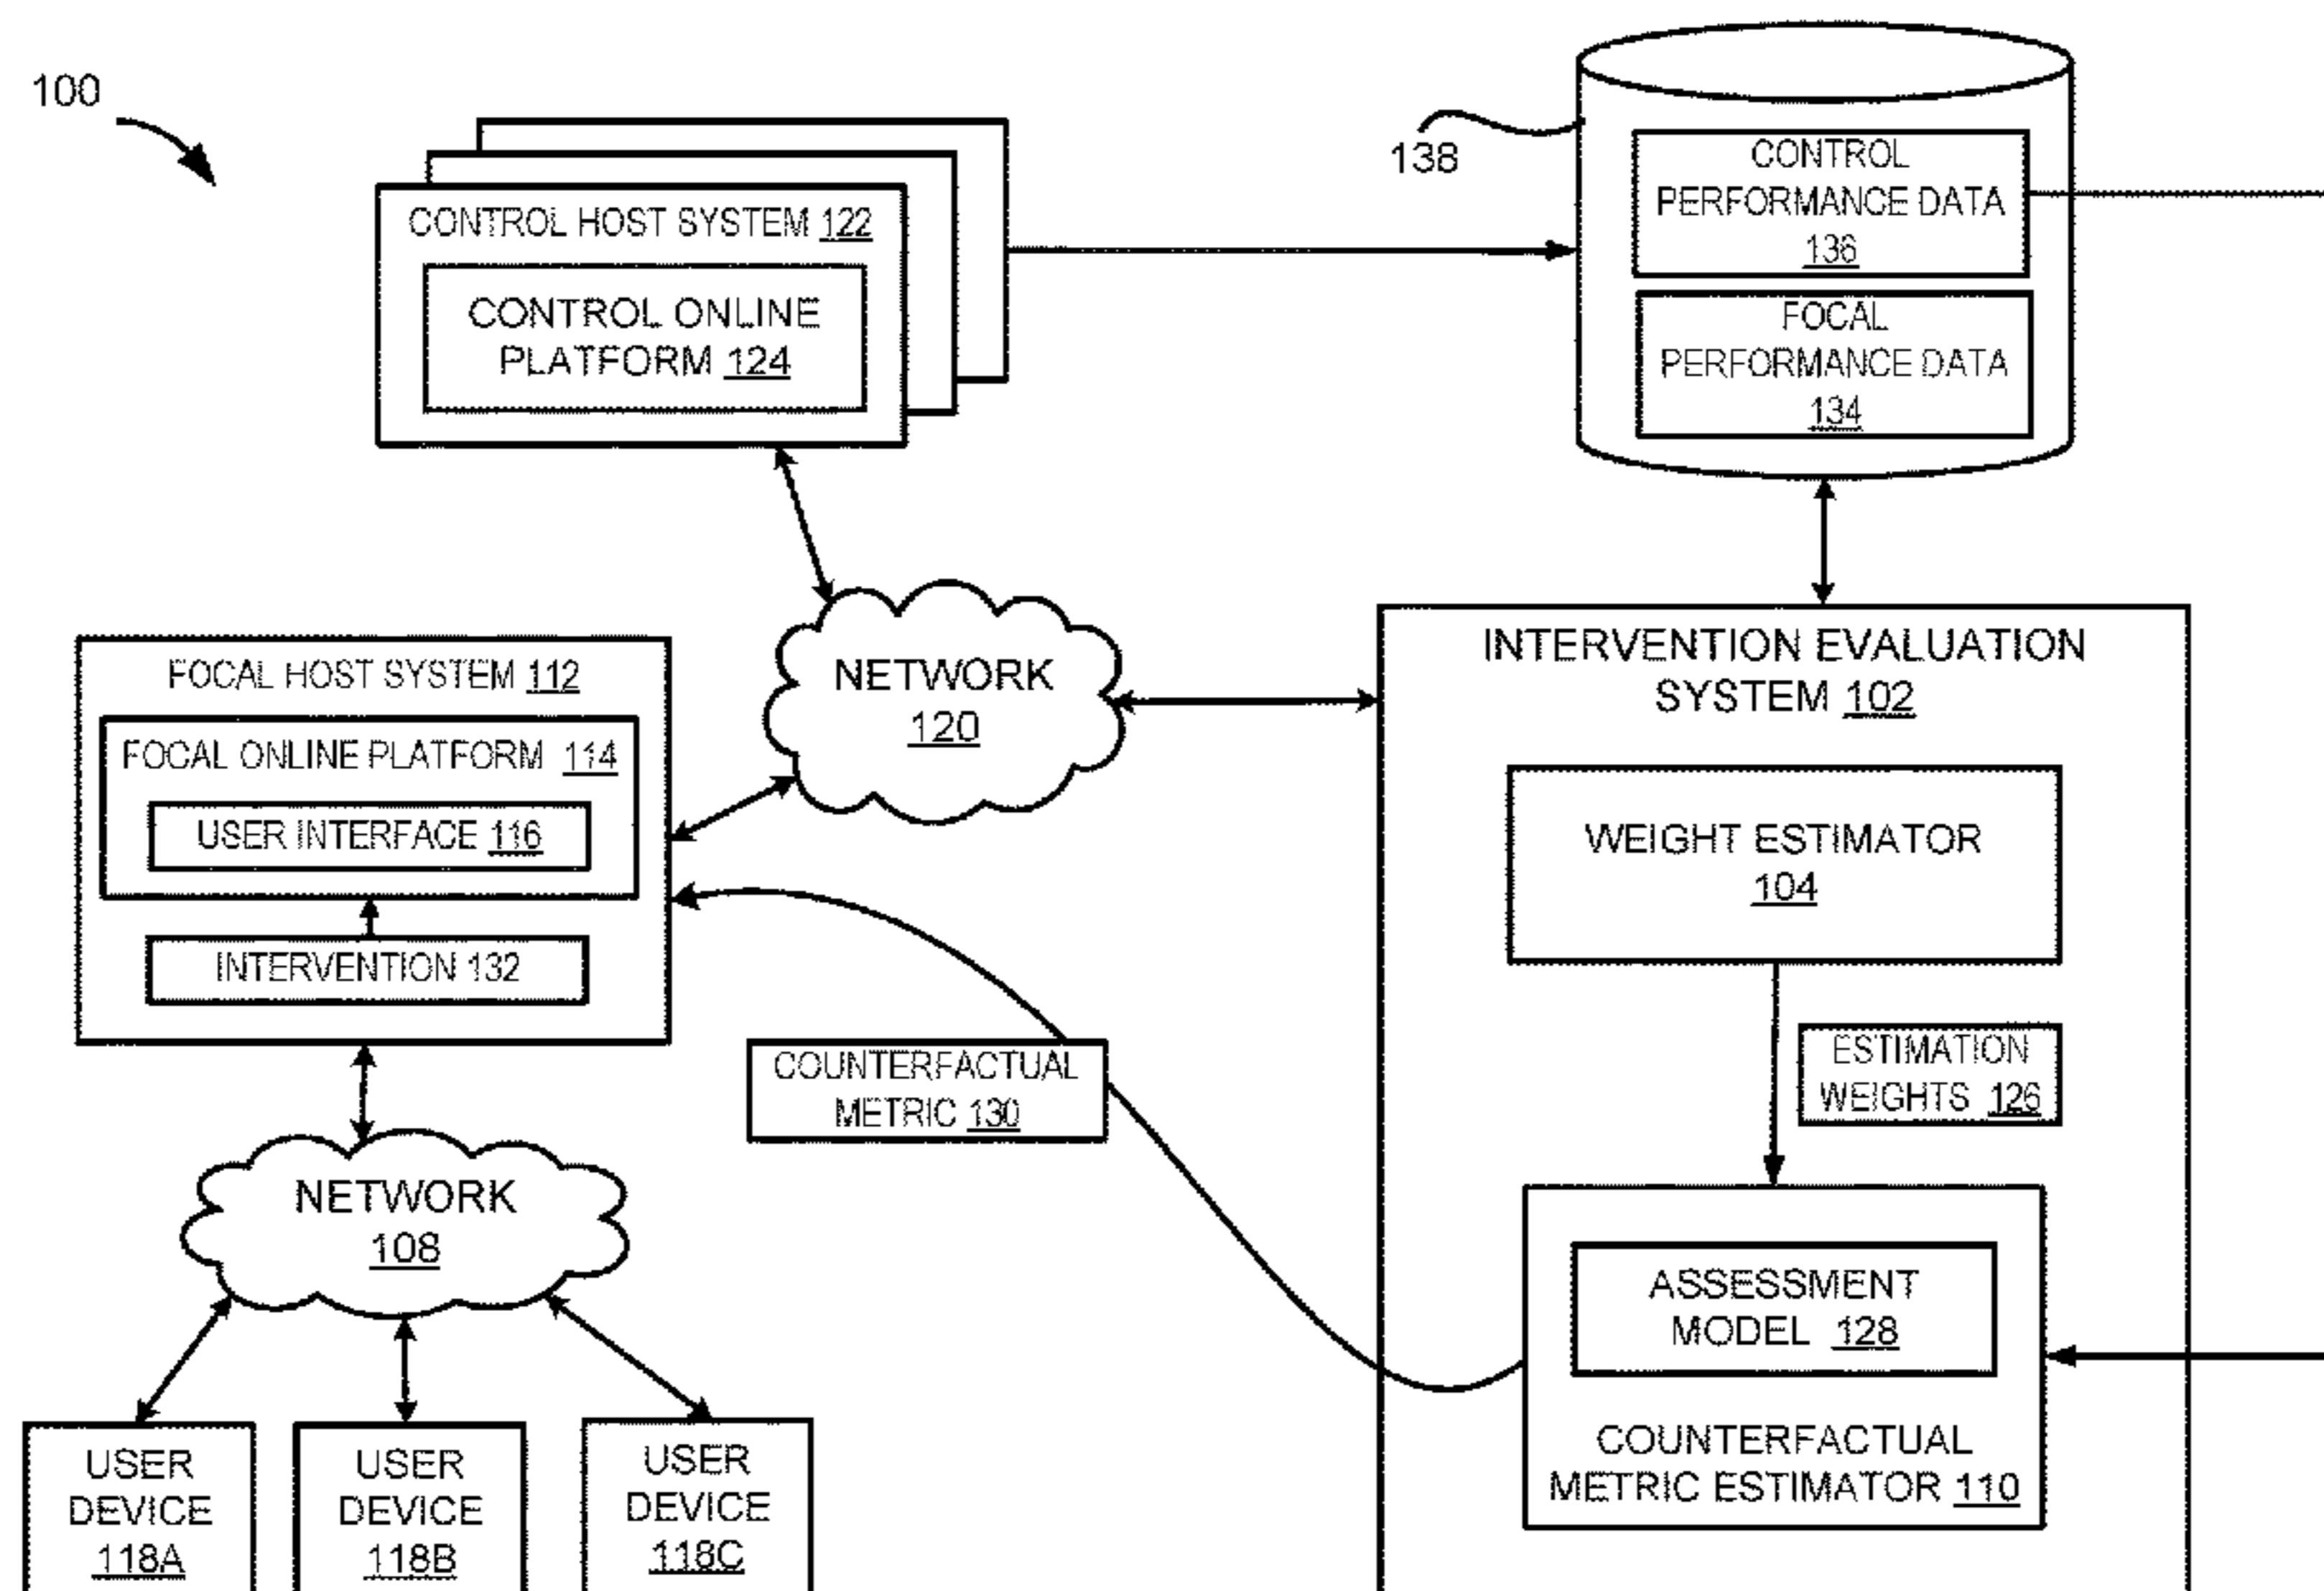 100
CONTROL HOST SYSTEM 122
CONTROL ONLINE
PLATFORM 124
138
CONTROL
PERFORMANCE DATA
136
FOCAL
PERFORMANCE DATA
134
NETWORK
120
FOCAL HOST SYSTEM 112
FOCAL ONLINE PLATFORM 114
USER INTERFACE 116
INTERVENTION 132
INTERVENTION EVALUATION
SYSTEM 102
WEIGHT ESTIMATOR
104
ESTIMATION
WEIGHTS 126
COUNTERFACTUAL
METRIC 130
NETWORK
108
ASSESSMENT
MODEL 128
COUNTERFACTUAL
METRIC ESTIMATOR 110
USER
DEVICE
118A
USER
DEVICE
118B
USER
DEVICE
118C